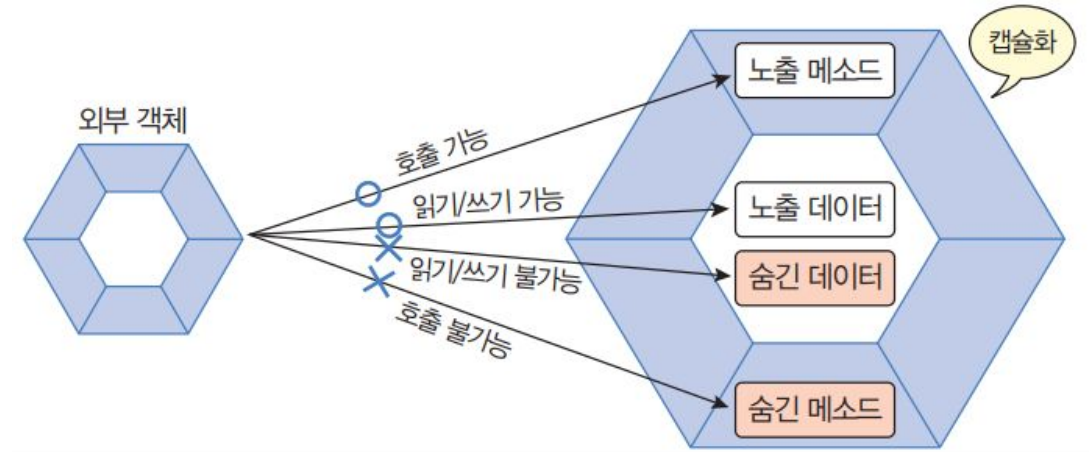 캡슐화
노출 메소드
외부 객체
호출 가능
읽기/쓰기 가능
노출 데이터
읽기/쓰기 불가능
숨긴 데이터
호출 불가능
숨긴 메소드